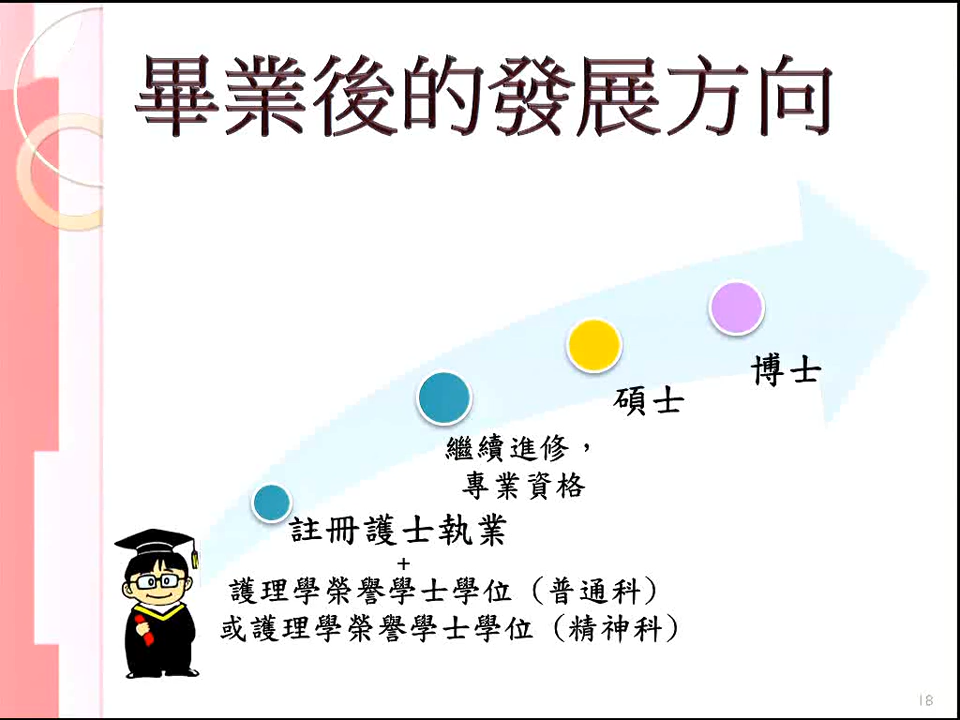 畢業後的發展方向
博士
碩士
繼續進修，
專業資格
註冊護士執業
+
護理學榮譽學士學位（普通科）
或護理學榮譽學士學位（精神科）
18